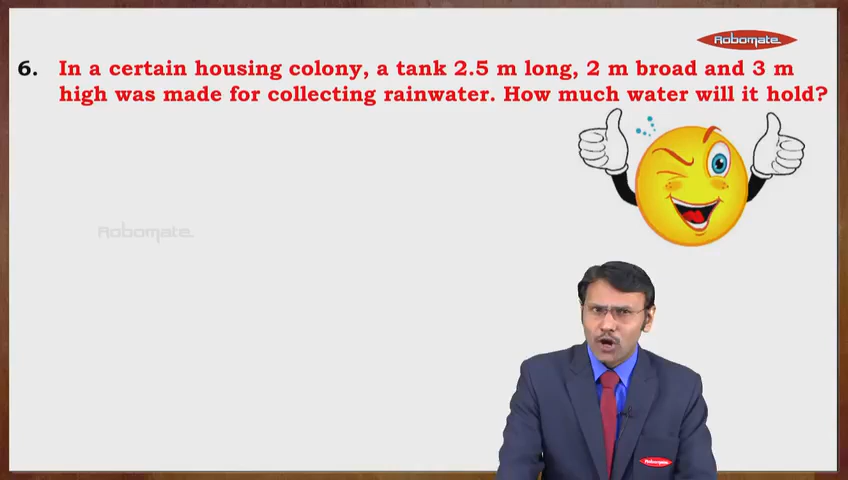 Robomate
6. In a certain housing colony, a tank 2.5 m long, 2 m broad and 3 m
high was made for collecting rainwater. How much water will it hold?
Robomate
Robomate